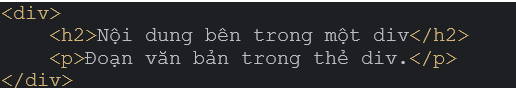 <div>
<h2>Nội dung bên trong một div</h2>
<p>Đoạn văn bản trong thẻ div.</p>
</div>